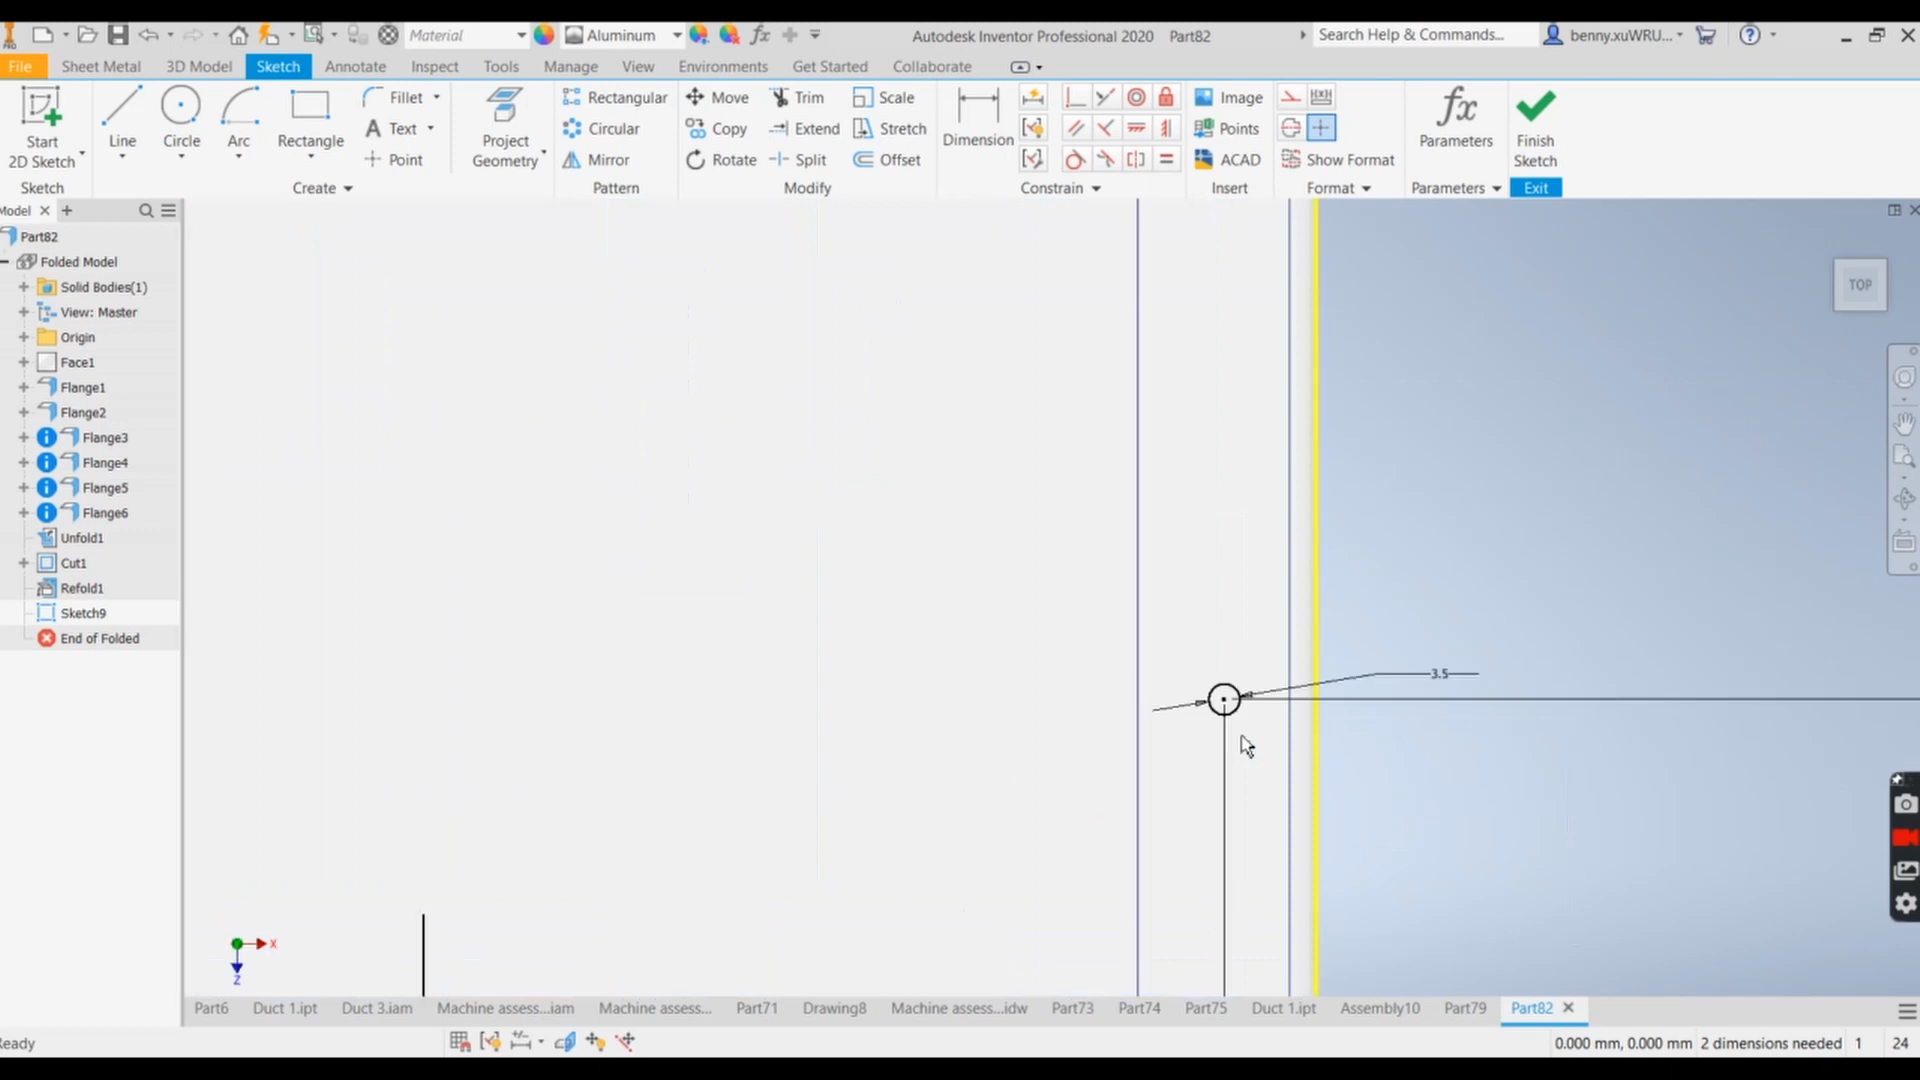 PRO
Material
Aluminum
fx
Autodesk Inventor Professional 2020 Part82
Search Help & Commands...
benny.xuWRU...
File Sheet Metal 3D Model Sketch Annotate Inspect Tools Manage View Environments Get Started Collaborate
Start
2D Sketch
Sketch
Line
Circle
Arc
Rectangle
Fillet
A Text
Point
Create
Project
Geometry
Rectangular
Circular
Mirror
Pattern
Move
Copy
Rotate
Trim
Extend
Split
Scale
Stretch
Offset
Modify
Dimension
Constrain
Image
Points
ACAD
Insert
Show Format
Format
fx
Parameters
Parameters
Finish
Sketch
Exit
Model
Part82
Folded Model
Solid Bodies(1)
View: Master
Origin
Face1
Flange1
Flange2
Flange3
Flange4
Flange5
Flange6
Unfold1
Cut1
Refold1
Sketch9
End of Folded
TOP
3.5
X
Z
Part6 Duct 1.ipt Duct 3.iam Machine assess...iam Machine assess... Part71 Drawing8 Machine assess...idw Part73 Part74 Part75 Duct 1.ipt Assembly10 Part79 Part82
Ready
0.000 mm, 0.000 mm 2 dimensions needed 1 24